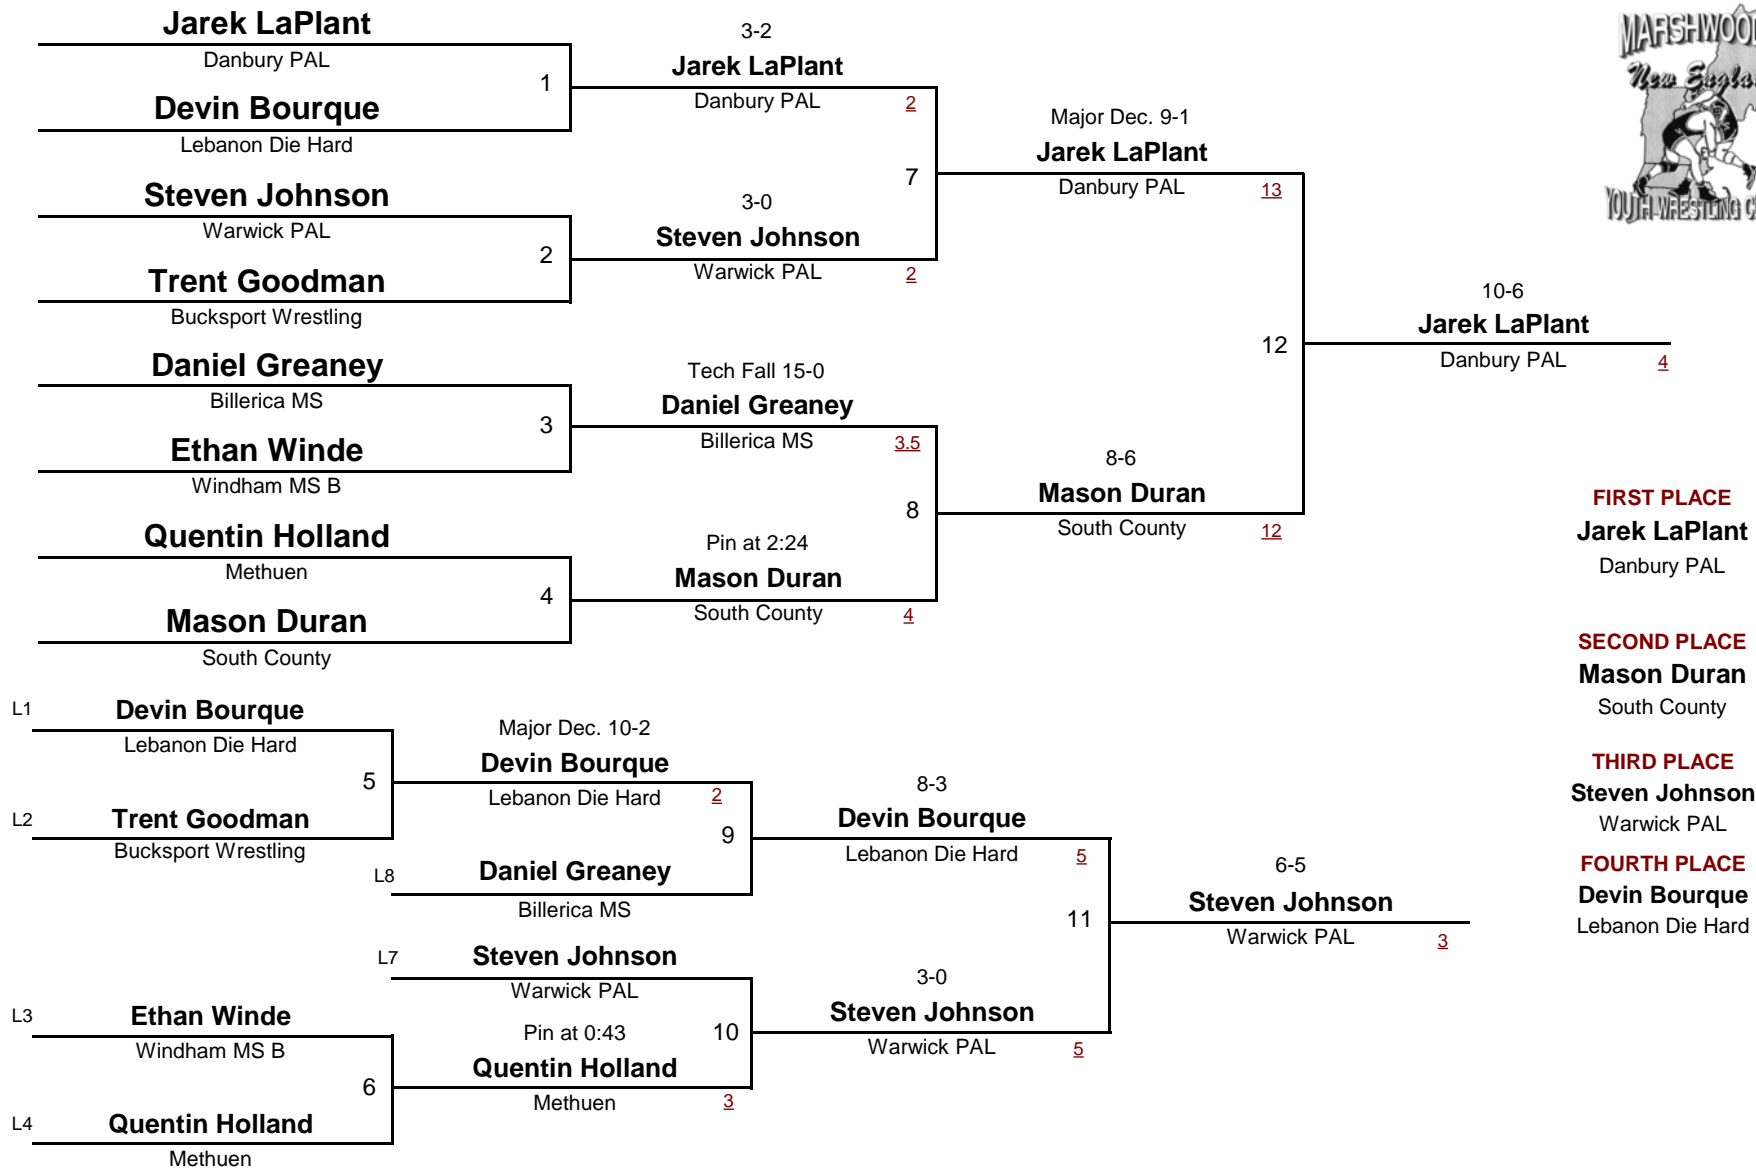 Jarek LaPlant
Danbury PAL
1
Devin Bourque
Lebanon Die Hard
Steven Johnson
Warwick PAL
2
Trent Goodman
Bucksport Wrestling
Daniel Greaney
Billerica MS
3
Ethan Winde
Windham MS B
Quentin Holland
Methuen
4
Mason Duran
South County
3-2
Jarek LaPlant
Danbury PAL 2
7
3-0
Steven Johnson
Warwick PAL 2
Tech Fall 15-0
Daniel Greaney
Billerica MS 3.5
8
Pin at 2:24
Mason Duran
South County 4
Major Dec. 9-1
Jarek LaPlant
Danbury PAL 13
12
8-6
Mason Duran
South County 12
10-6
Jarek LaPlant
Danbury PAL 4
MARSHWOOD
New
YOUTH WRESTLING
FIRST PLACE
Jarek LaPlant
Danbury PAL
SECOND PLACE
Mason Duran
South County
THIRD PLACE
Steven Johnson
Warwick PAL
FOURTH PLACE
Devin Bourque
Lebanon Die Hard
L1 Devin Bourque
Lebanon Die Hard
5
L2 Trent Goodman
Bucksport Wrestling
Major Dec. 10-2
Devin Bourque
Lebanon Die Hard 2
9
L8 Daniel Greaney
Billerica MS
L7 Steven Johnson
Warwick PAL
10
Pin at 0:43
Quentin Holland
Methuen 3
L3 Ethan Winde
Windham MS B
6
L4 Quentin Holland
Methuen
8-3
Devin Bourque
Lebanon Die Hard 5
11
3-0
Steven Johnson
Warwick PAL 5
6-5
Steven Johnson
Warwick PAL 3